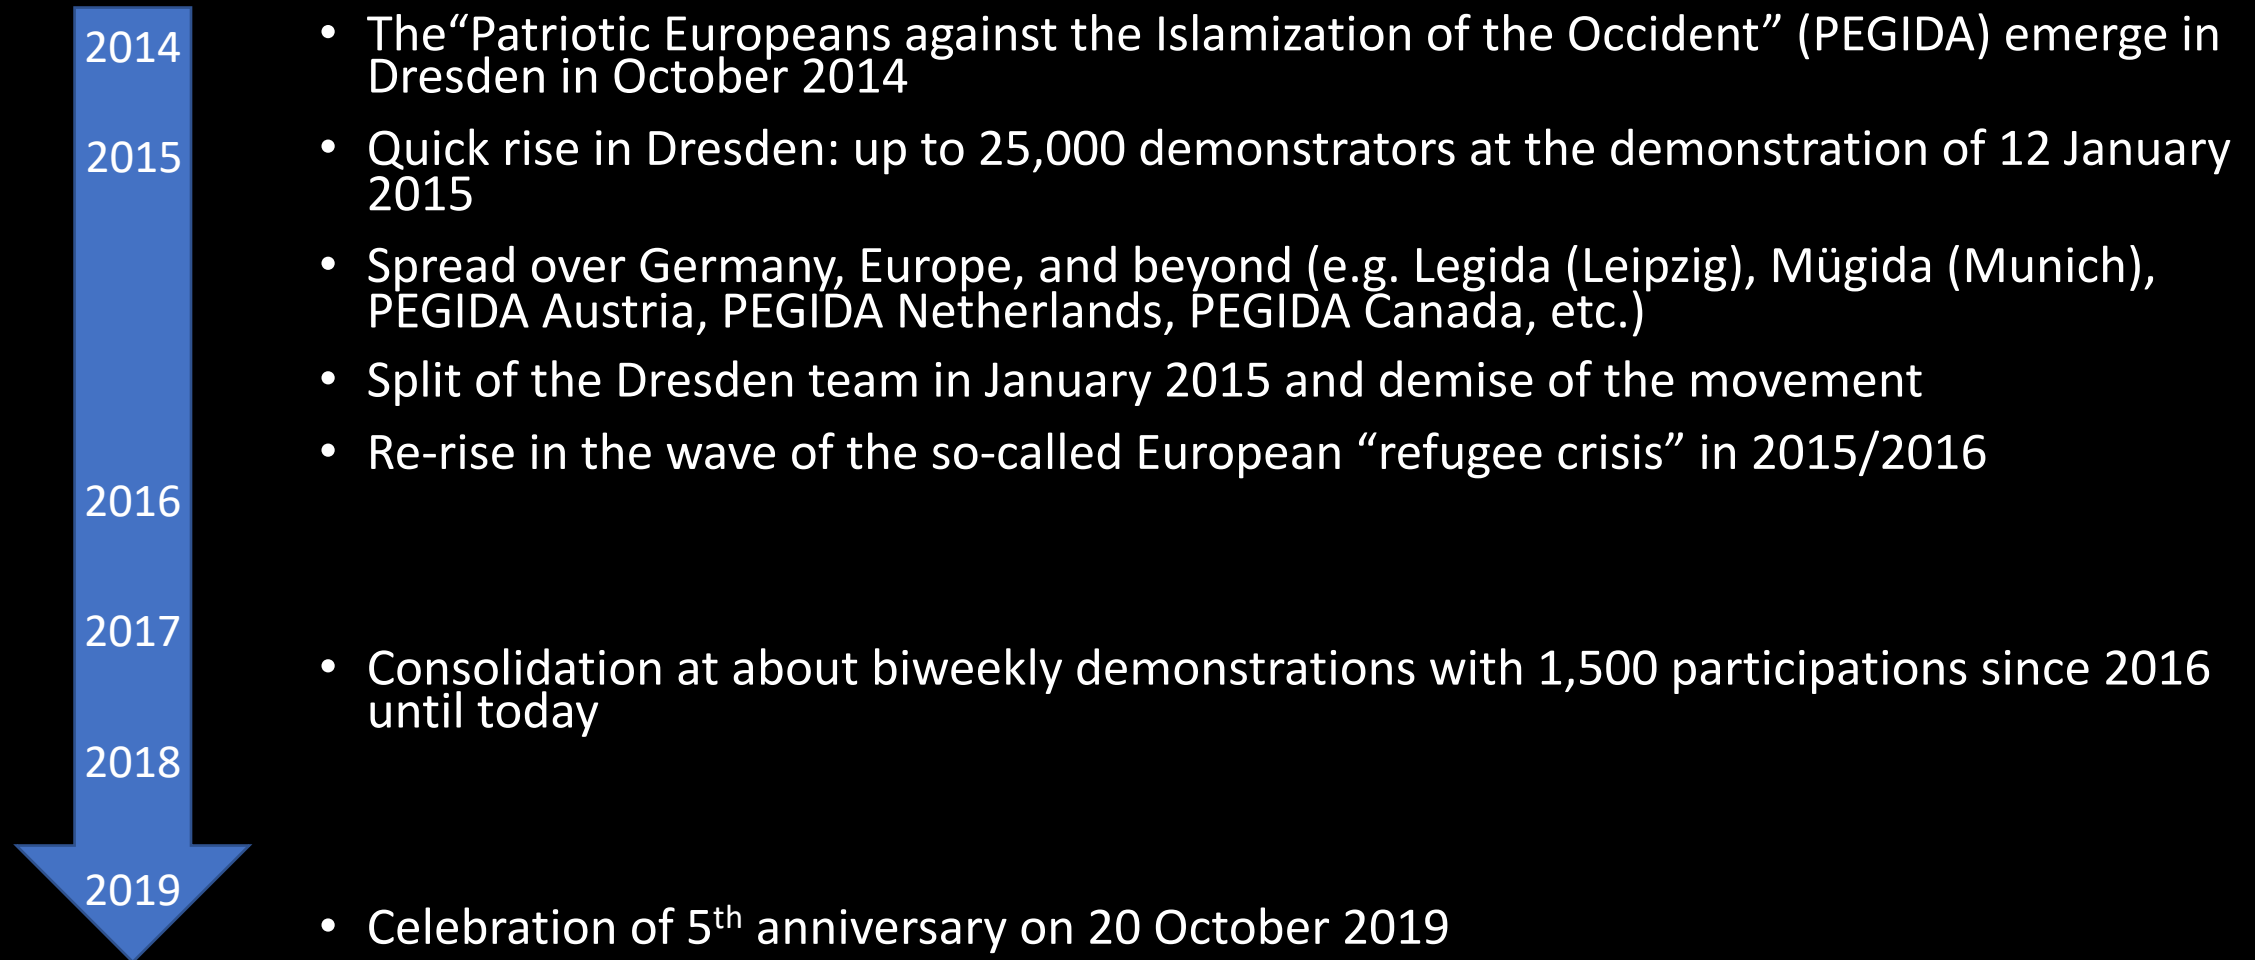 2014
• The“Patriotic Europeans against the Islamization of the Occident” (PEGIDA) emerge in
Dresden in October 2014
2015
• Quick rise in Dresden: up to 25,000 demonstrators at the demonstration of 12 January
2015
• Spread over Germany, Europe, and beyond (e.g. Legida (Leipzig), Mügida (Munich),
PEGIDA Austria, PEGIDA Netherlands, PEGIDA Canada, etc.)
• Split of the Dresden team in January 2015 and demise of the movement
• Re-rise in the wave of the so-called European “refugee crisis” in 2015/2016
2016
2017
• Consolidation at about biweekly demonstrations with 1,500 participations since 2016
until today
2018
2019
• Celebration of 5th anniversary on 20 October 2019